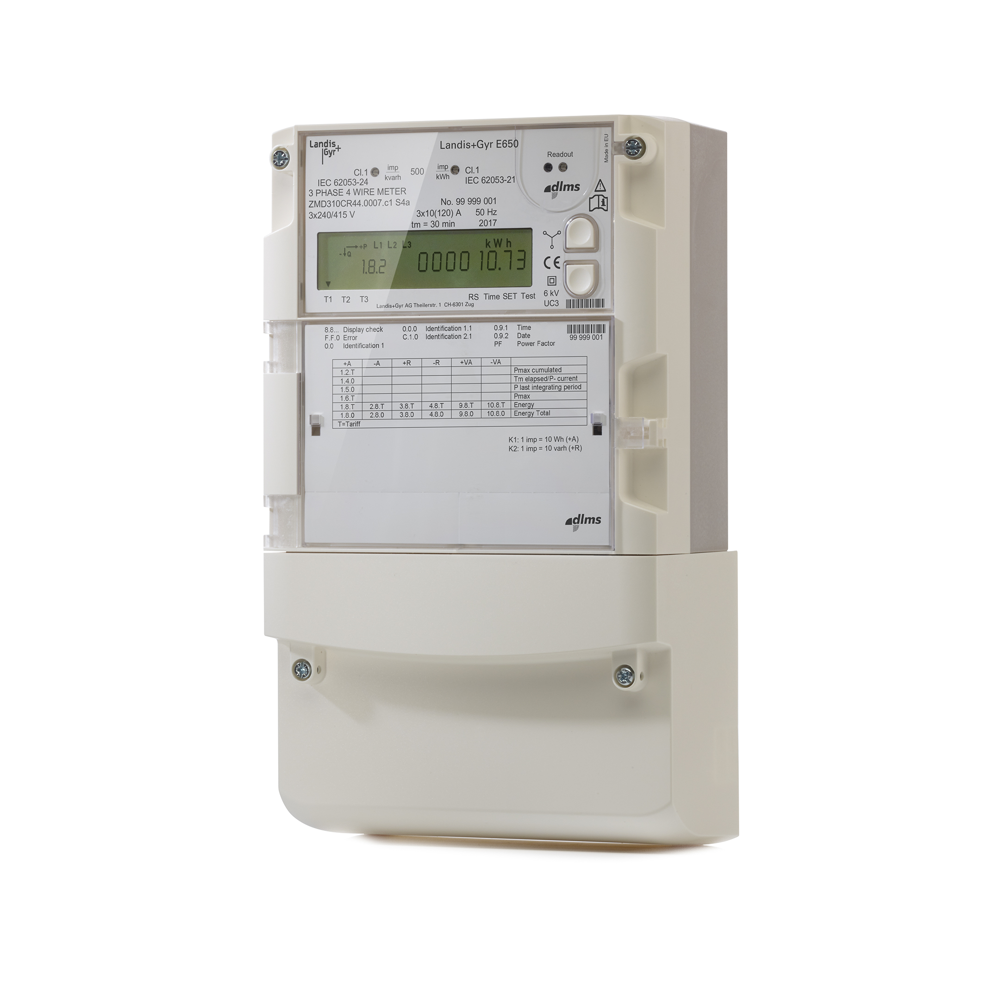 Landis
Gyr+
Landis+Gyr E650
Readout
Made in EU
Cl.1 imp/kvarh 500 imp/kWh Cl.1
IEC 62053-24 IEC 62053-21
3 PHASE 4 WIRE METER
dlms
ZMD310CR44.0007.c1 S4a No. 99 999 001
3x240/415 V 3x10(120) A 50 Hz
tm = 30 min 2017
+P L1 L2 L3 kWh
-Q
1.8.2 000010.73
CE
6 kV
UC3
T1 T2 T3 RS Time SET Test
Landis+Gyr AG Theilerstr. 1 CH-6301 Zug
8.8... Display check 0.0.0 Identification 1.1 0.9.1 Time
F.F.0 Error C.1.0 Identification 2.1 0.9.2 Date
0.0 Identification 1 PF Power Factor
99 999 001
+A -A +R -R +VA -VA
1.2.T Pmax cumulated
1.4.0 Tm elapsed/P- current
1.5.0 P last integrating period
1.6.T Pmax
1.8.T 2.8.T 3.8.T 4.8.T 9.8.T 10.8.T Energy
1.8.0 2.8.0 3.8.0 4.8.0 9.8.0 10.8.0 Energy Total
T=Tariff
K1: 1 imp = 10 Wh (+A)
K2: 1 imp = 10 varh (+R)
dlms